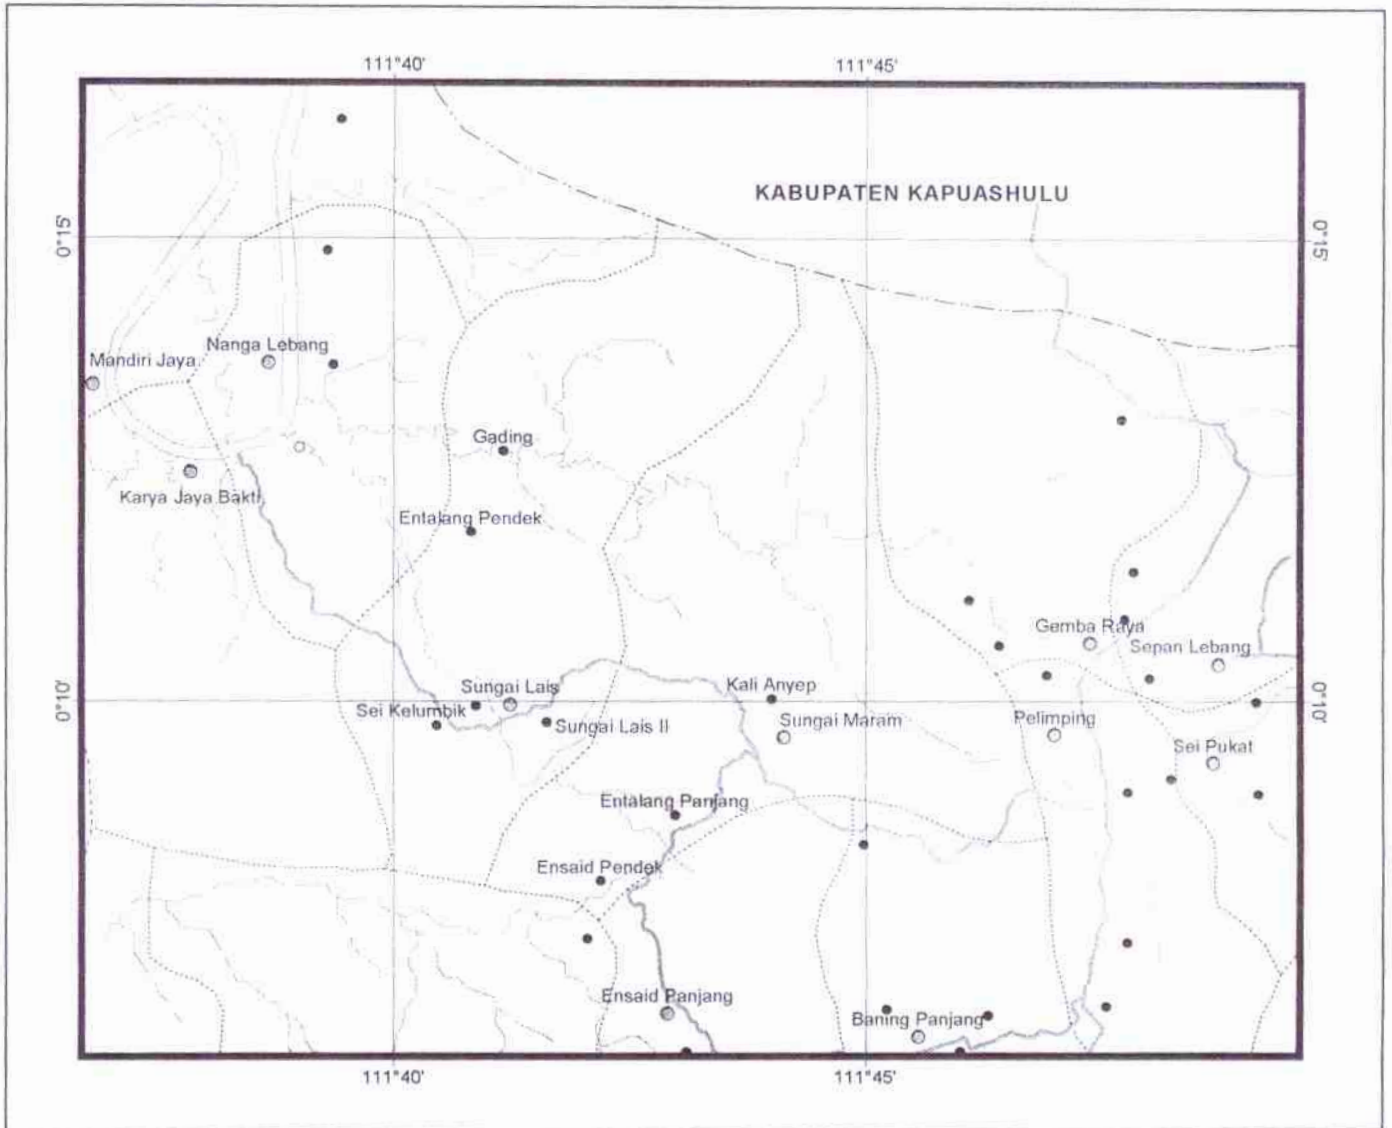 111°40'
111°45'
KABUPATEN KAPUASHULU
0°15'
0°15'
Nanga Lebang
Mandiri Jaya
Gading
Karya Jaya Bakti
Entalang Pendek
Gemba Raya
Sepan Lebang
Sungai Lais
Kali Anyep
0°10'
0°10'
Sei Kelumbik
Sungai Lais II
Sungai Maram
Pelimping
Sei Pukat
Entalang Panjang
Ensaid Pendek
Ensaid Panjang
Baning Panjang
111°40'
111°45'